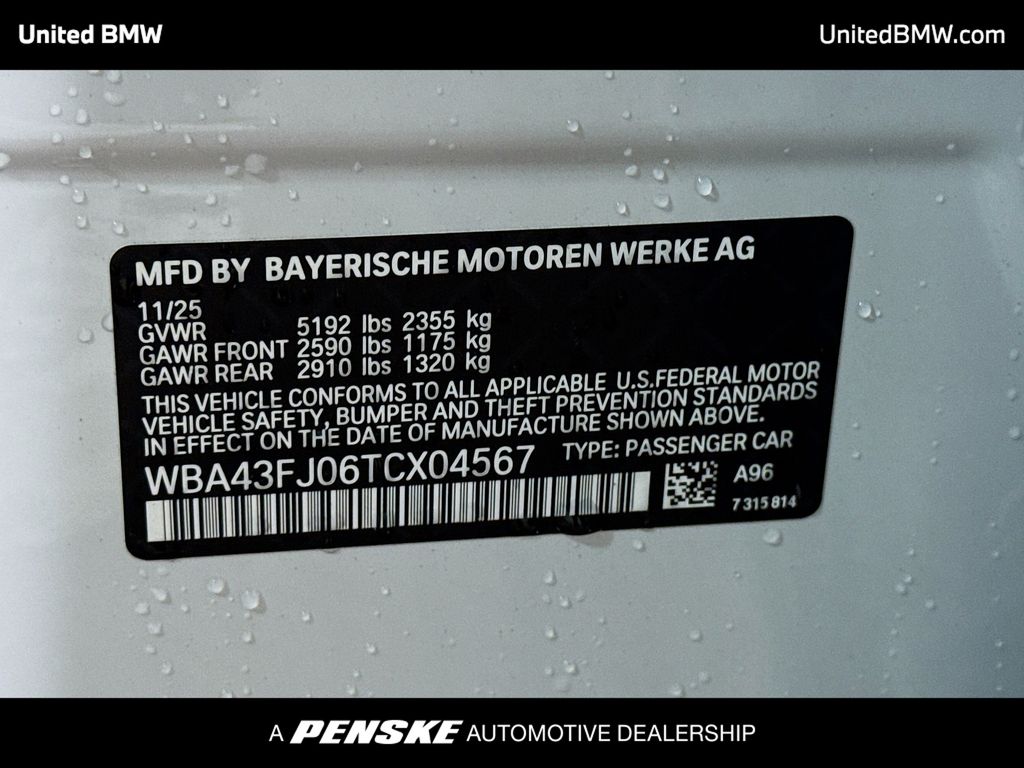 United BMW
UnitedBMW.com
MFD BY BAYERISCHE MOTOREN WERKE AG
11/25
GVWR 5192 lbs 2355 kg
GAWR FRONT 2590 lbs 1175 kg
GAWR REAR 2910 lbs 1320 kg
THIS VEHICLE CONFORMS TO ALL APPLICABLE U.S.FEDERAL MOTOR
VEHICLE SAFETY, BUMPER AND THEFT PREVENTION STANDARDS
IN EFFECT ON THE DATE OF MANUFACTURE SHOWN ABOVE.
WBA43FJ06TCX04567 TYPE: PASSENGER CAR
A96
7 315 814
A PENSKE AUTOMOTIVE DEALERSHIP